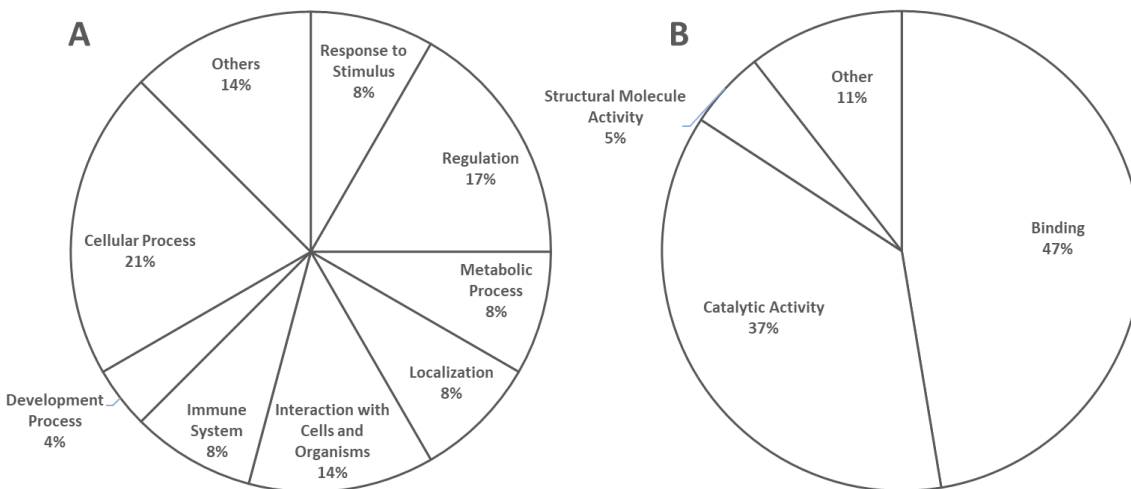 A
Others
14%
Response to
Stimulus
8%
Regulation
17%
Metabolic
Process
8%
Localization
8%
Interaction with
Cells and
Organisms
14%
Immune
System
8%
Development
Process
4%
Cellular Process
21%
B
Structural Molecule
Activity
5%
Other
11%
Binding
47%
Catalytic Activity
37%